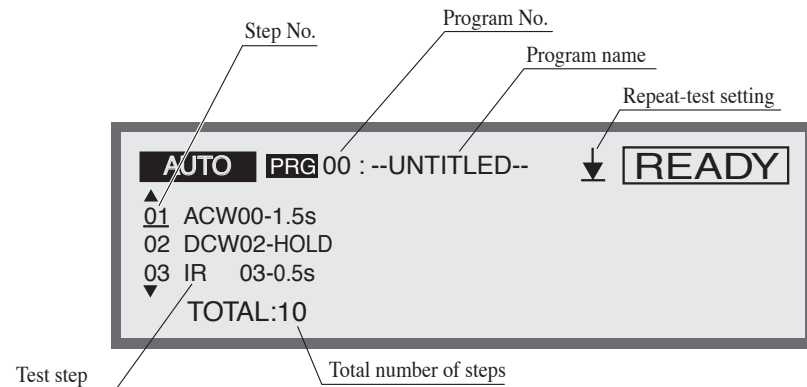 Program No.
Step No.
Program name
Repeat-test setting
AUTO PRG 00 : --UNTITLED-- READY
01 ACW00-1.5s
02 DCW02-HOLD
03 IR 03-0.5s
TOTAL:10
Test step
Total number of steps